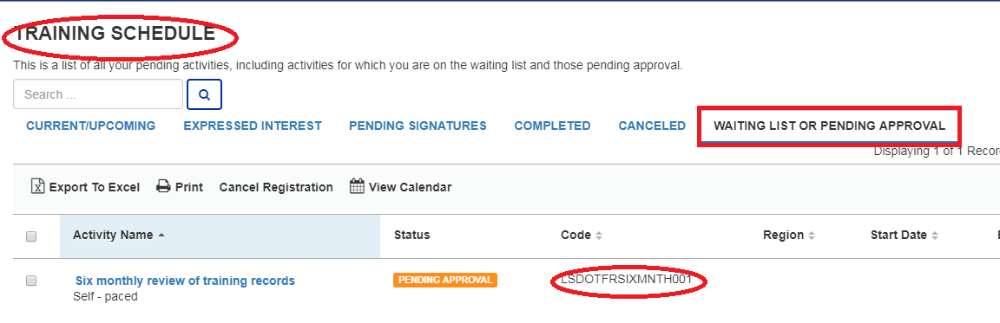 TRAINING SCHEDULE
This is a list of all your pending activities, including activities for which you are on the waiting list and those pending approval.
Search ...
CURRENT/UPCOMING EXPRESSED INTEREST PENDING SIGNATURES COMPLETED CANCELED WAITING LIST OR PENDING APPROVAL
Displaying 1 of 1 Recor
Export To Excel Print Cancel Registration View Calendar
Activity Name Status Code Region Start Date
Six monthly review of training records PENDING APPROVAL LSDOTFRSIXMNTH001
Self - paced